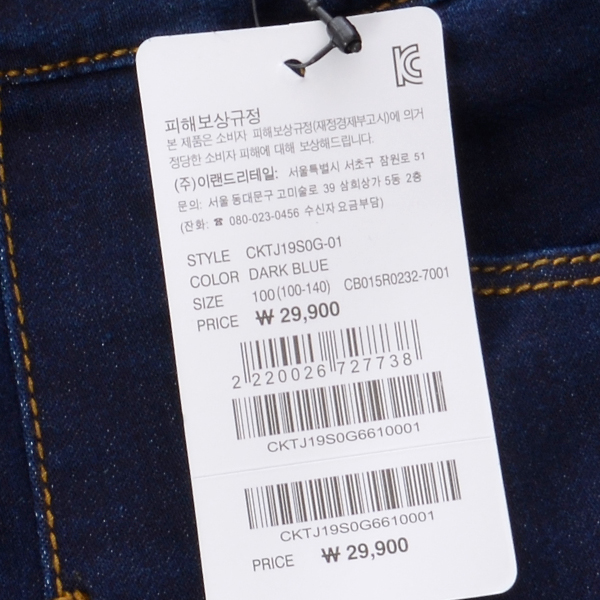 피해보상규정
본 제품은 소비자 피해보상규정(재정경제부고시)에 의거
정당한 소비자 피해에 대해 보상해드립니다.
(주)이랜드리테일: 서울특별시 서초구 잠원로 51
문의: 서울 동대문구 고미술로 39 삼희상가 5동 2층
(전화: ☎ 080-023-0456 수신자 요금부담)
STYLE CKTJ19S0G-01
COLOR DARK BLUE
SIZE 100 (100-140) CB015R0232-7001
PRICE ₩ 29,900
2 220026 727738
CKTJ19S0G6610001
CKTJ19S0G6610001
PRICE ₩ 29,900